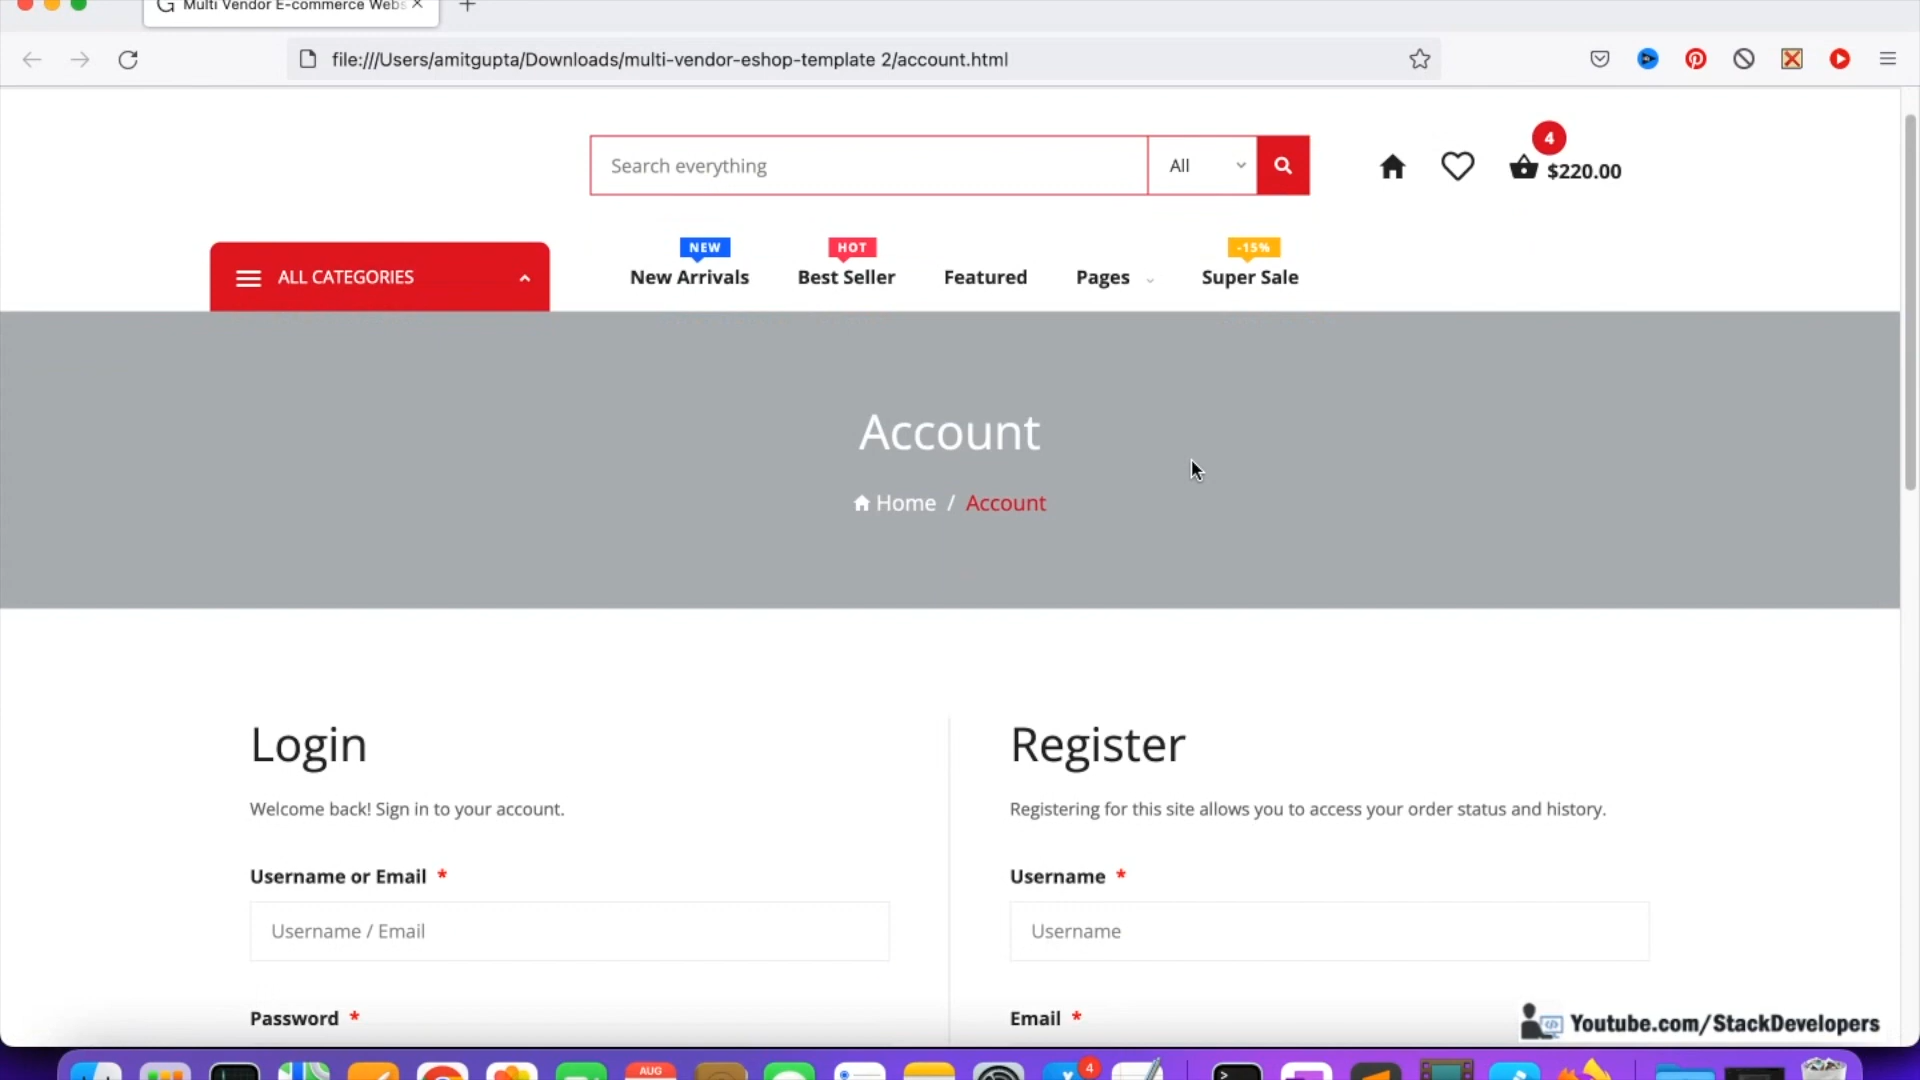 Multi Vendor E-commerce Webs
file:///Users/amitgupta/Downloads/multi-vendor-eshop-template 2/account.html
Search everything
All
4
$220.00
ALL CATEGORIES
NEW
New Arrivals
HOT
Best Seller
Featured
Pages
-15%
Super Sale
Account
Home / Account
Login
Welcome back! Sign in to your account.
Username or Email *
Username / Email
Password *
Register
Registering for this site allows you to access your order status and history.
Username *
Username
Email *
Youtube.com/StackDevelopers
AUG
4